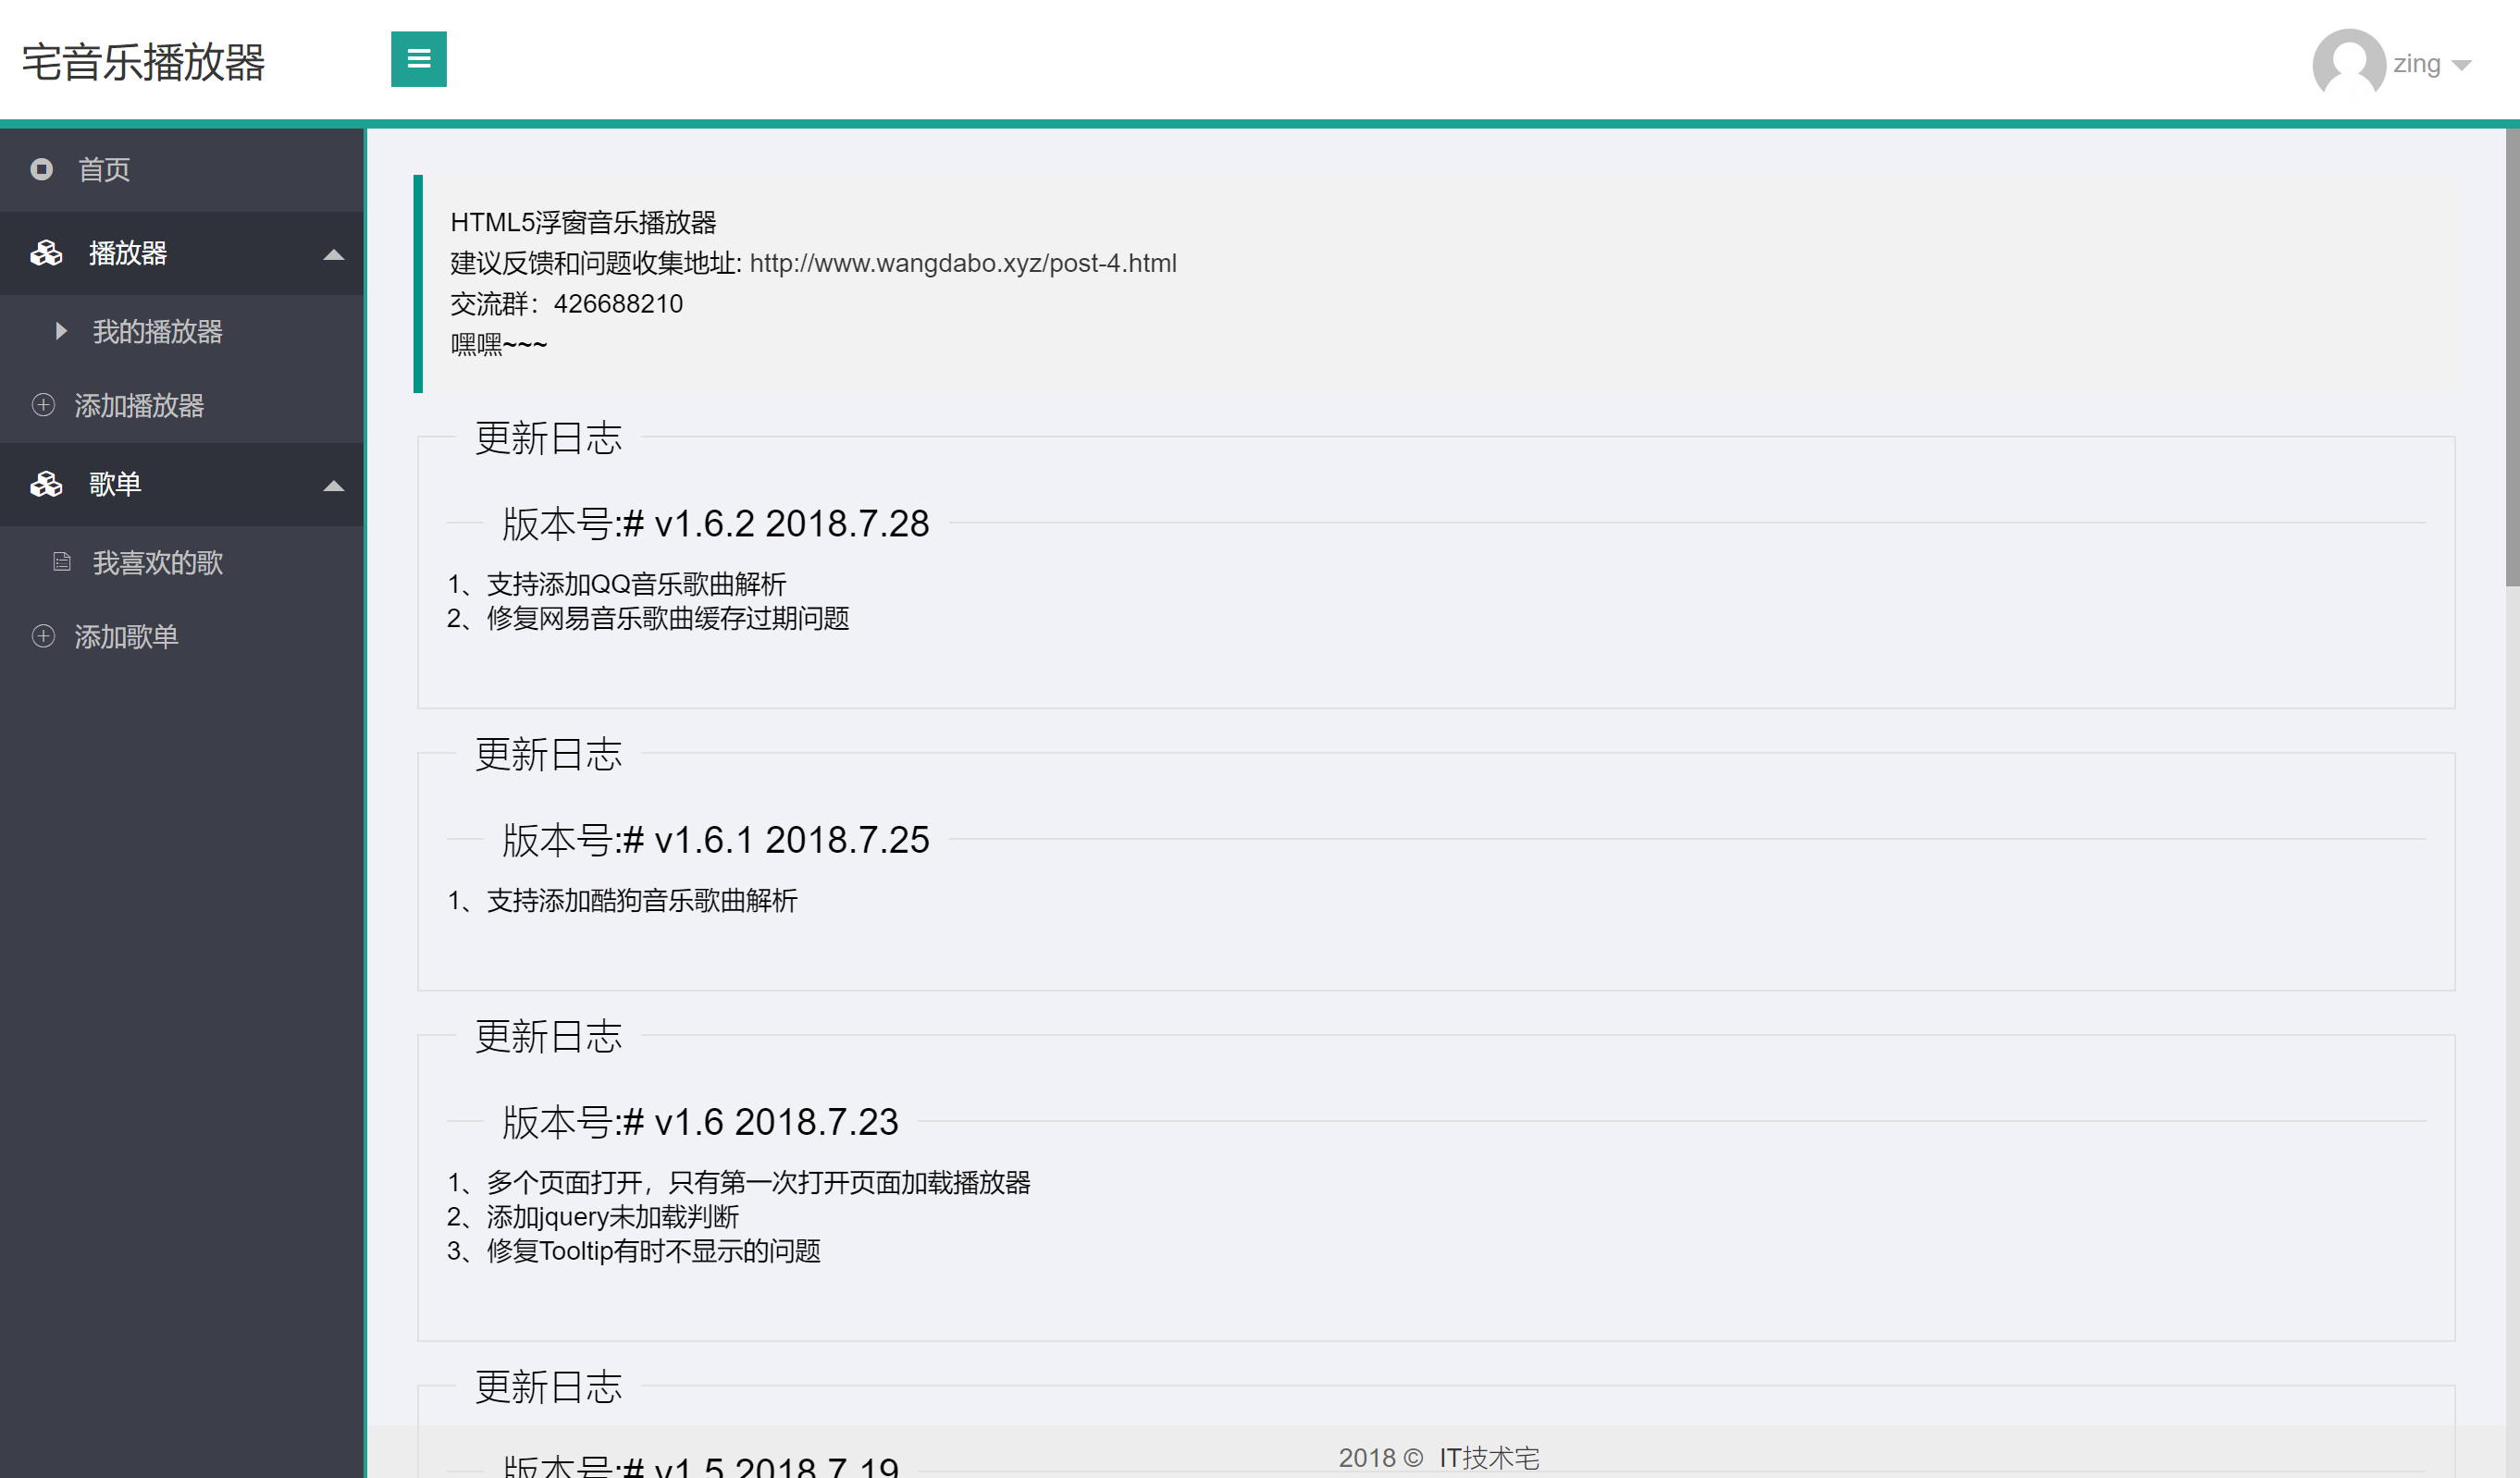 宅音乐播放器
zing
首页
播放器
我的播放器
添加播放器
歌单
我喜欢的歌
添加歌单
HTML5浮窗音乐播放器
建议反馈和问题收集地址: http://www.wangdabo.xyz/post-4.html
交流群：426688210
嘿嘿~~~
更新日志
版本号:# v1.6.2 2018.7.28
1、支持添加QQ音乐歌曲解析
2、修复网易音乐歌曲缓存过期问题
更新日志
版本号:# v1.6.1 2018.7.25
1、支持添加酷狗音乐歌曲解析
更新日志
版本号:# v1.6 2018.7.23
1、多个页面打开，只有第一次打开页面加载播放器
2、添加jquery未加载判断
3、修复Tooltip有时不显示的问题
更新日志
版本号:# v1.5 2018.7.19
2018 © IT技术宅